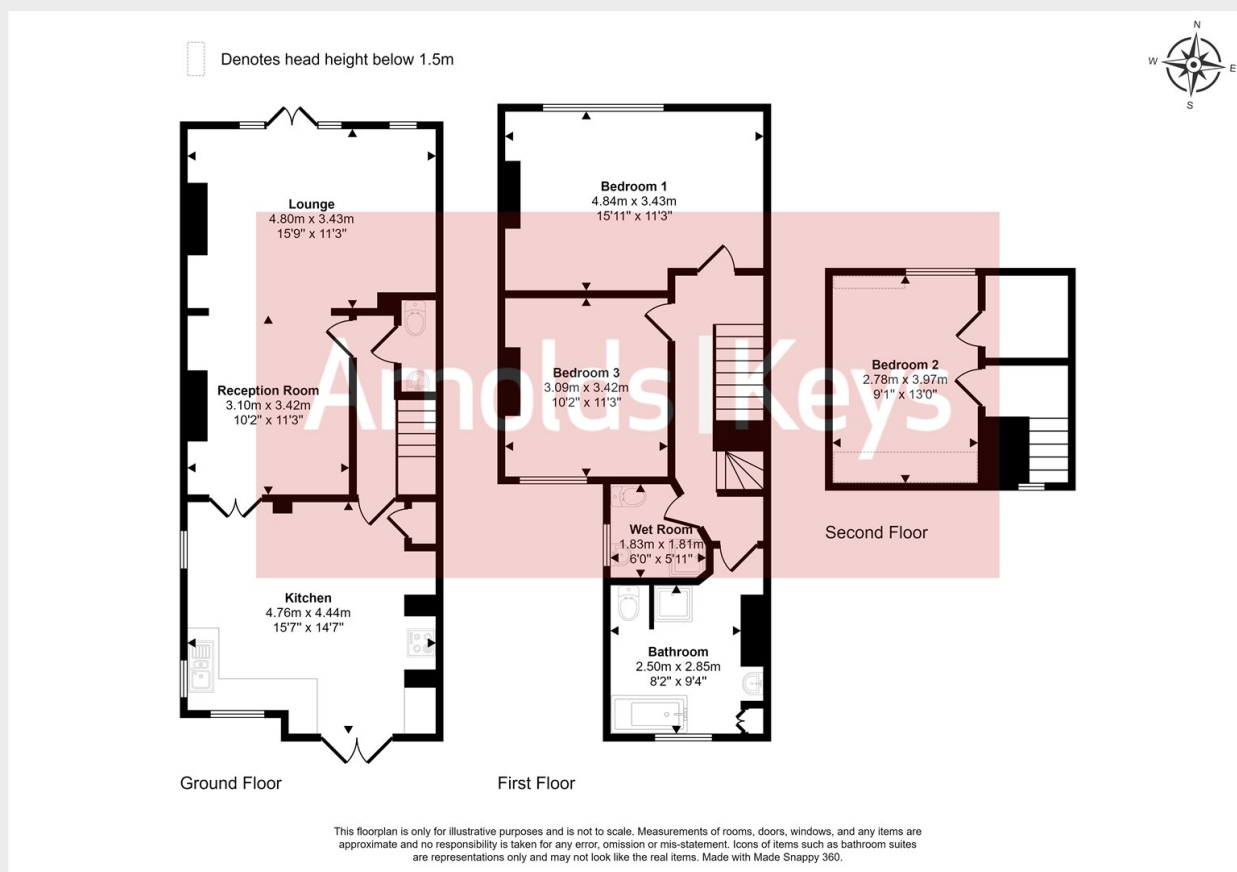 Denotes head height below 1.5m
N
W
E
S
Lounge
4.80m x 3.43m
15'9" x 11'3"
Reception Room
3.10m x 3.42m
10'2" x 11'3"
Kitchen
4.76m x 4.44m
15'7" x 14'7"
Ground Floor
Bedroom 1
4.84m x 3.43m
15'11" x 11'3"
Bedroom 3
3.09m x 3.42m
10'2" x 11'3"
Wet Room
1.83m x 1.81m
6'0" x 5'11"
Bathroom
2.50m x 2.85m
8'2" x 9'4"
First Floor
Bedroom 2
2.78m x 3.97m
9'1" x 13'0"
Second Floor
Arnolds | Keys
This floorplan is only for illustrative purposes and is not to scale. Measurements of rooms, doors, windows, and any items are
approximate and no responsibility is taken for any error, omission or mis-statement. Icons of items such as bathroom suites
are representations only and may not look like the real items. Made with Made Snappy 360.